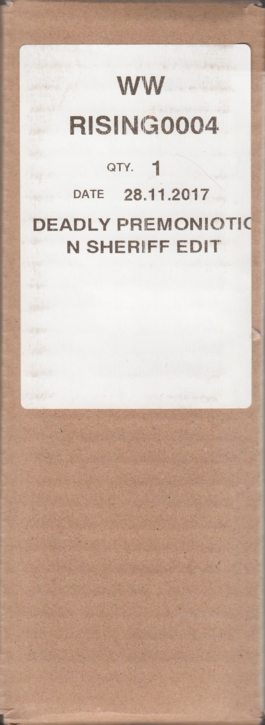 WW
RISING0004
QTY. 1
DATE 28.11.2017
DEADLY PREMONIOTIO
N SHERIFF EDIT